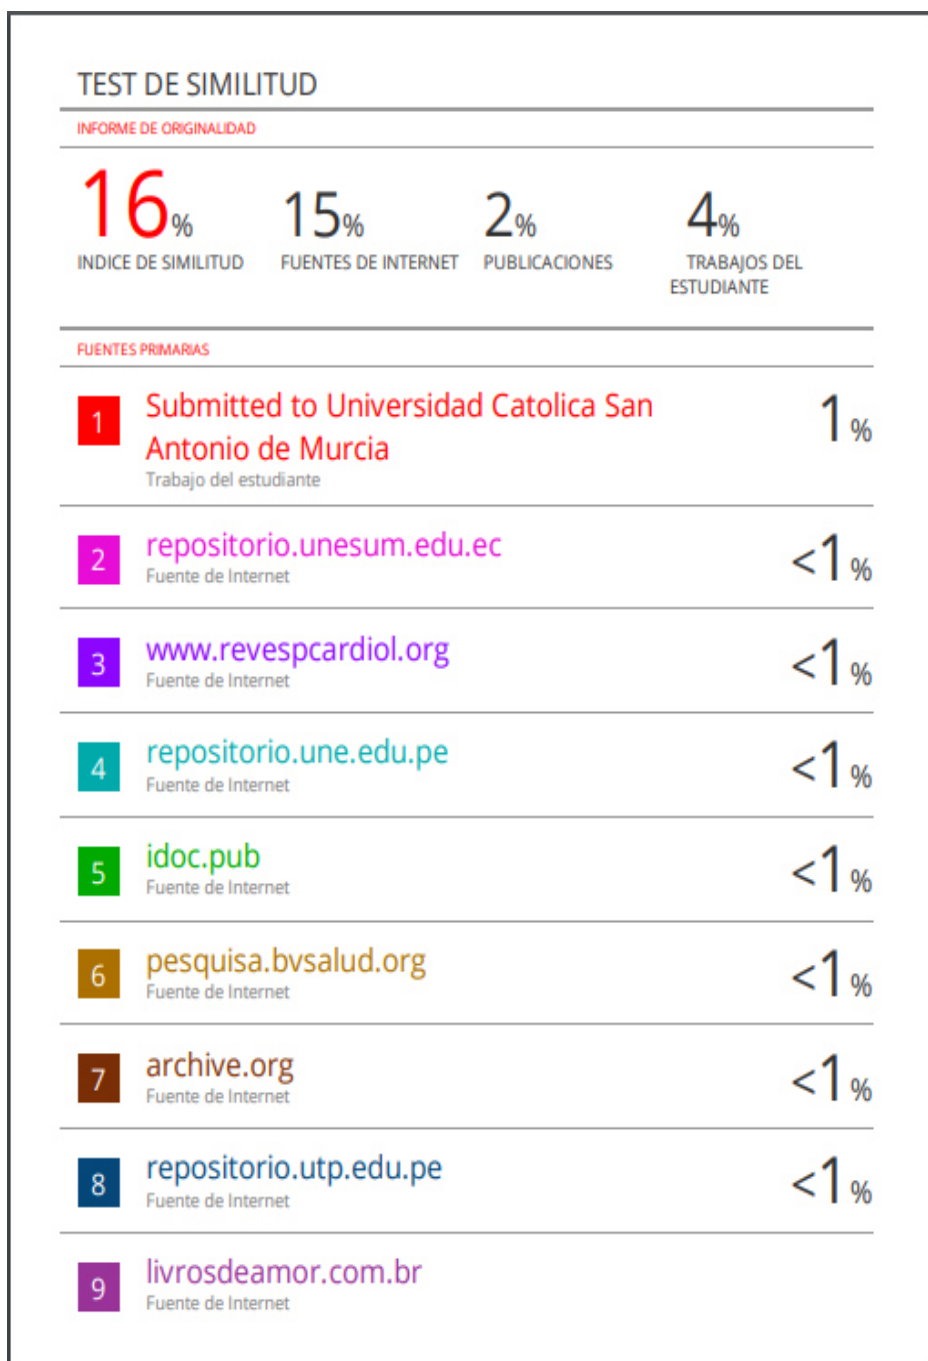 TEST DE SIMILITUD
INFORME DE ORIGINALIDAD
16% 15% 2% 4%
INDICE DE SIMILITUD FUENTES DE INTERNET PUBLICACIONES TRABAJOS DEL
ESTUDIANTE
FUENTES PRIMARIAS
1 Submitted to Universidad Catolica San 1%
Antonio de Murcia
Trabajo del estudiante
2 repositorio.unesum.edu.ec <1%
Fuente de Internet
3 www.revespcardiol.org <1%
Fuente de Internet
4 repositorio.une.edu.pe <1%
Fuente de Internet
5 idoc.pub <1%
Fuente de Internet
6 pesquisa.bvsalud.org <1%
Fuente de Internet
7 archive.org <1%
Fuente de Internet
8 repositorio.utp.edu.pe <1%
Fuente de Internet
9 livrosdeamor.com.br
Fuente de Internet